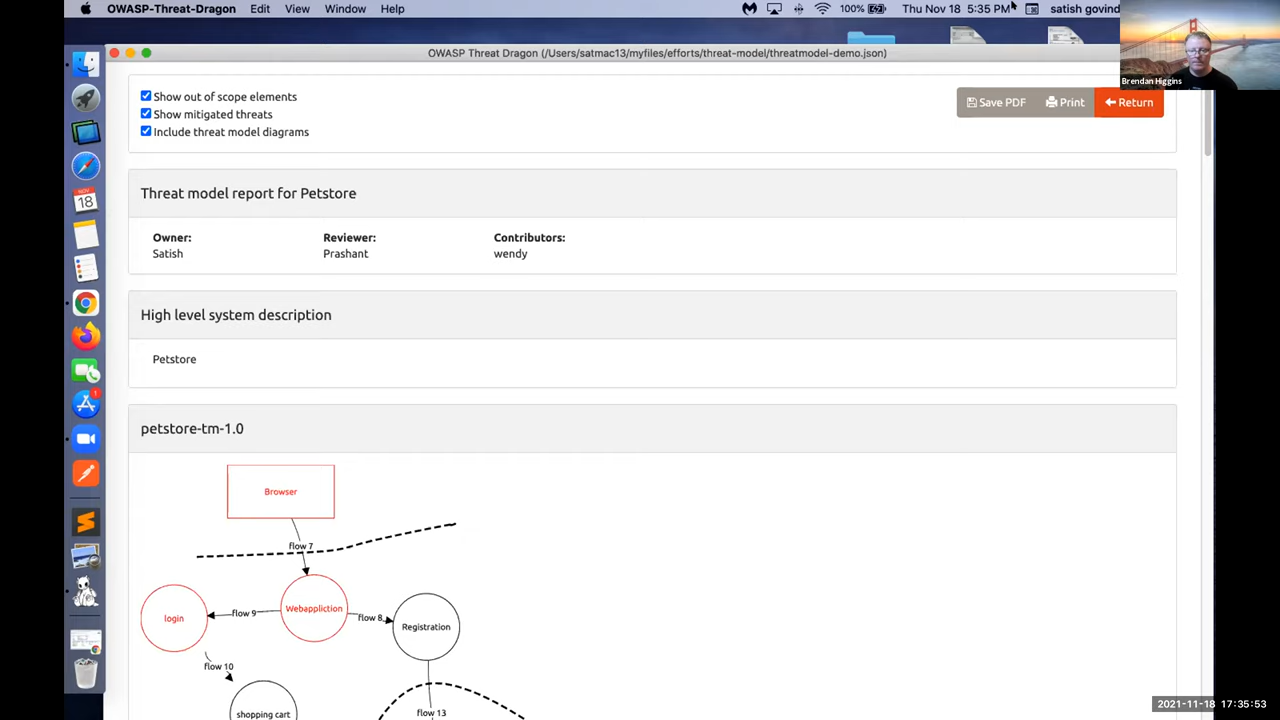 OWASP-Threat-Dragon Edit View Window Help 100% Thu Nov 18 5:35 PM satish govind
OWASP Threat Dragon (/Users/satmac13/myfiles/efforts/threat-model/threatmodel-demo.json)
Brendan Higgins
Show out of scope elements
Show mitigated threats
Include threat model diagrams
Save PDF Print Return
NOV
18
1
Threat model report for Petstore
Owner: Reviewer: Contributors:
Satish Prashant wendy
High level system description
Petstore
petstore-tm-1.0
Browser
flow 7
Webappliction
login
flow 9
flow 8
Registration
flow 10
shopping cart
flow 13
2021-11-18 17:35:53